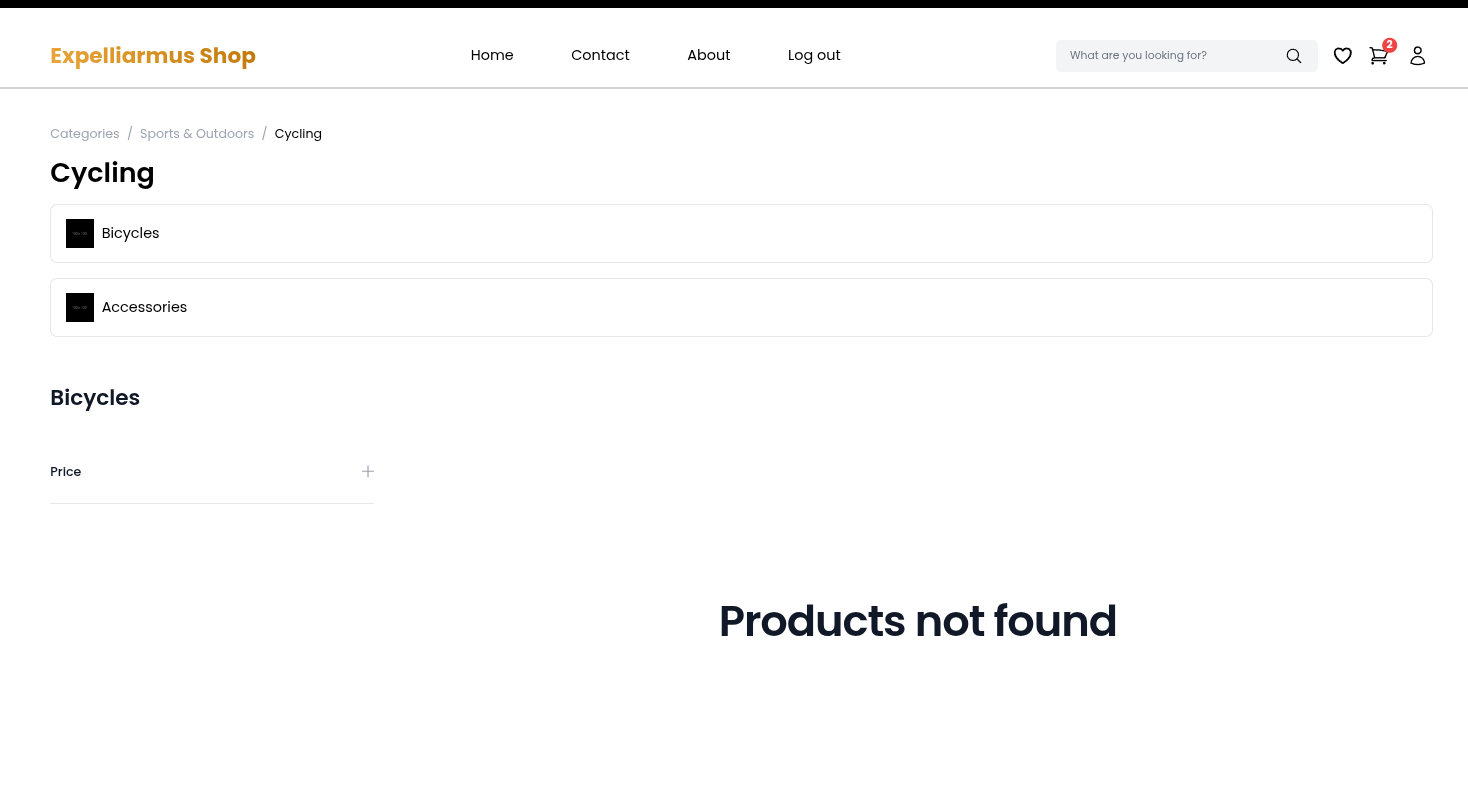 Expelliarmus Shop
Home
Contact
About
Log out
What are you looking for?
2
Categories / Sports & Outdoors / Cycling
Cycling
Bicycles
Accessories
Bicycles
Price
Products not found